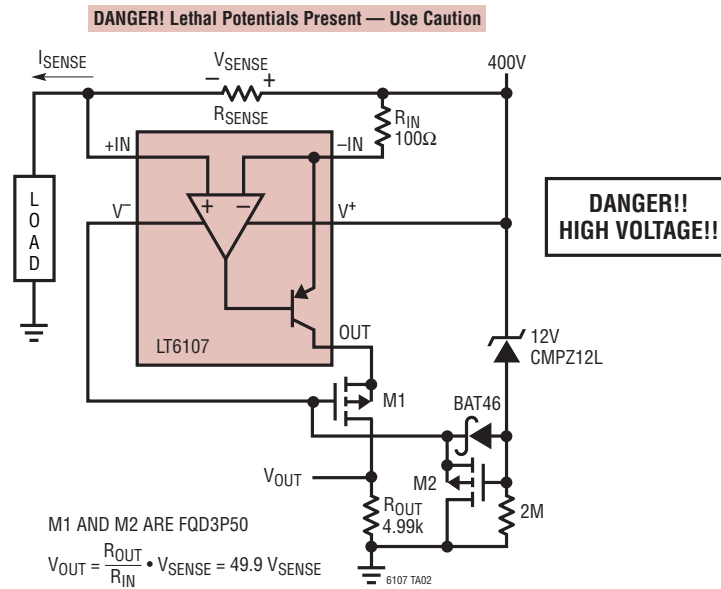 DANGER! Lethal Potentials Present — Use Caution
ISENSE
VSENSE
400V
– +
RSENSE
RIN
100Ω
+IN
–IN
LOAD
V–
+ –
V+
DANGER!!
HIGH VOLTAGE!!
OUT
LT6107
12V
CMPZ12L
M1
BAT46
VOUT
M2
ROUT
4.99k
2M
M1 AND M2 ARE FQD3P50
VOUT = ROUT/RIN • VSENSE = 49.9 VSENSE
6107 TA02